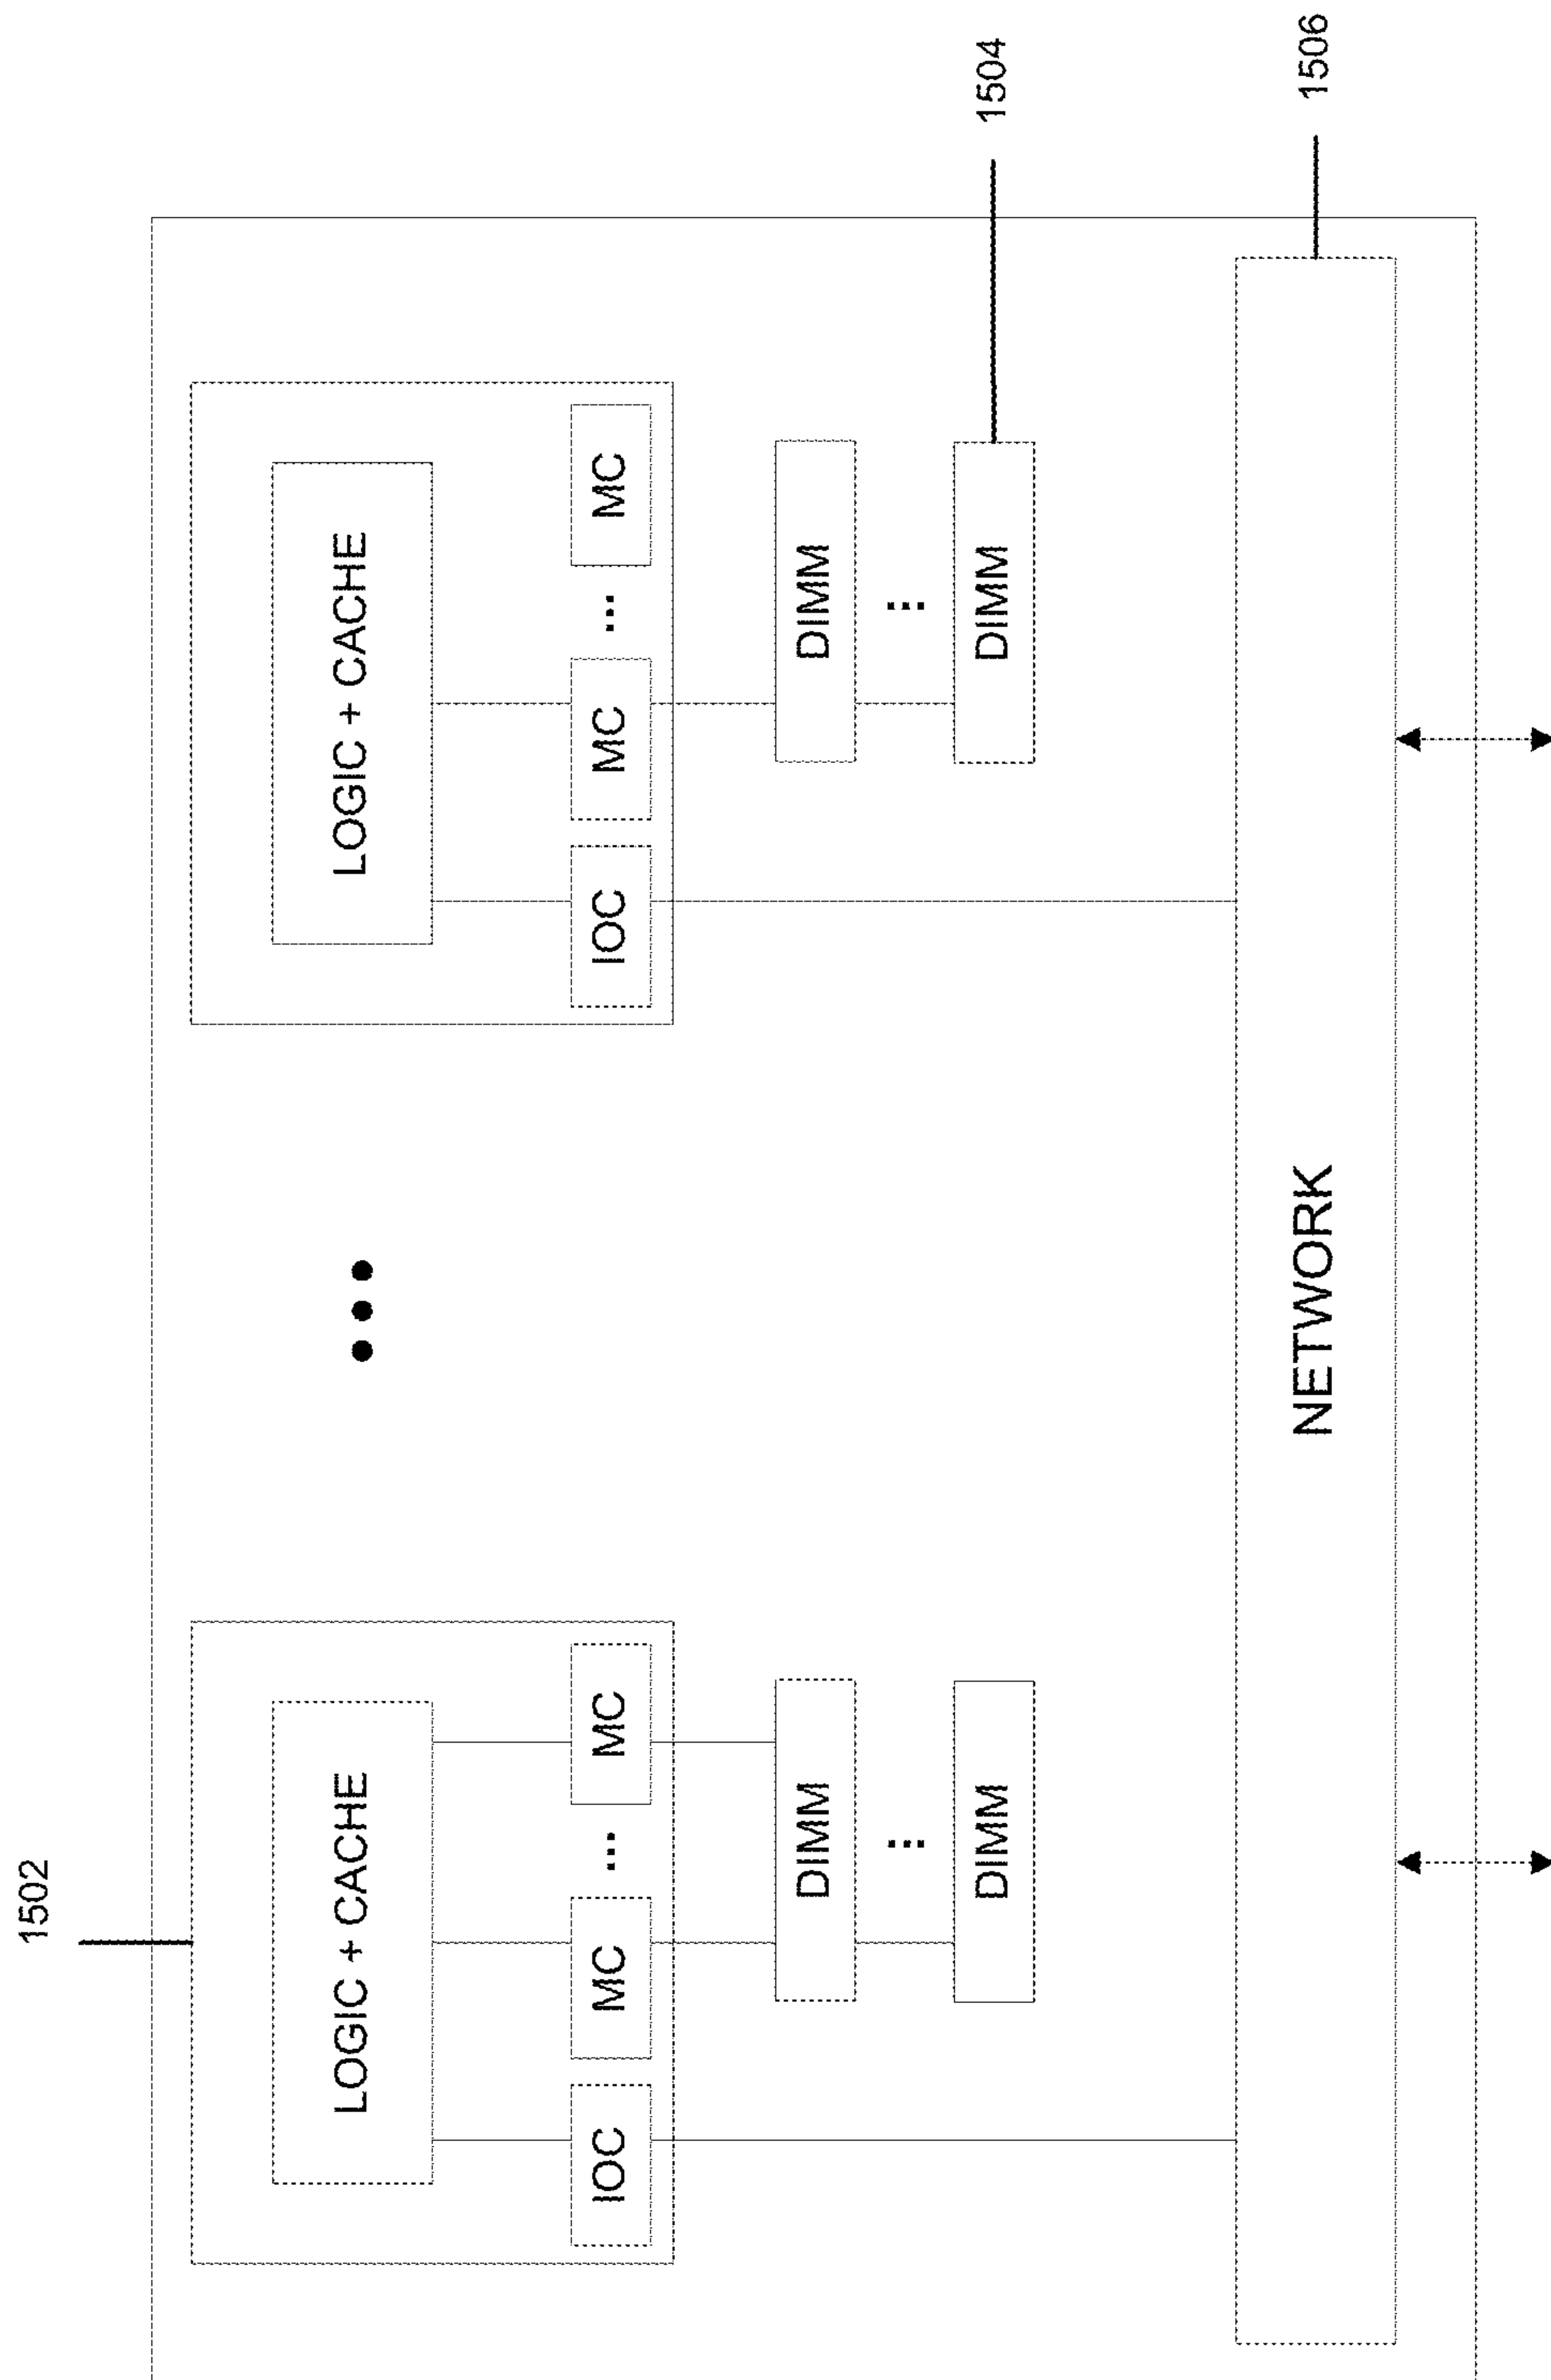 1502
LOGIC + CACHE
IOC
MC
...
MC
DIMM
...
DIMM
LOGIC + CACHE
IOC
MC
...
MC
DIMM
...
DIMM
1504
NETWORK
1506